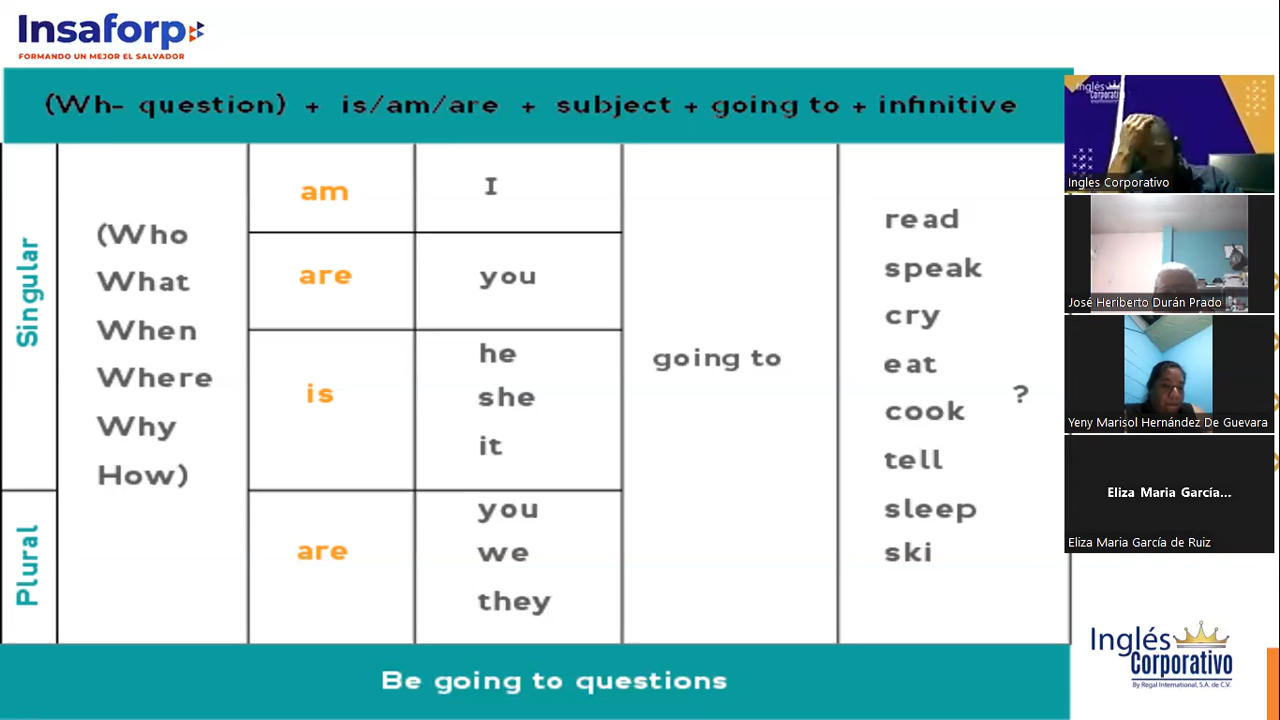 Insaforp
FORMANDO UN MEJOR EL SALVADOR
(Wh- question) + is/am/are + subject + going to + infinitive
Singular
(Who
What
When
Where
Why
How)
am
I
are
you
is
he
she
it
going to
read
speak
cry
eat
cook
tell
sleep
ski
?
Plural
are
you
we
they
Be going to questions
Inglés
Corporativo
Ingles Corporativo
José Heriberto Durán Prado
Yeny Marisol Hernández De Guevara
Eliza Maria García...
Eliza Maria García de Ruiz
Inglés
Corporativo
By Regal International, S.A. de C.V.